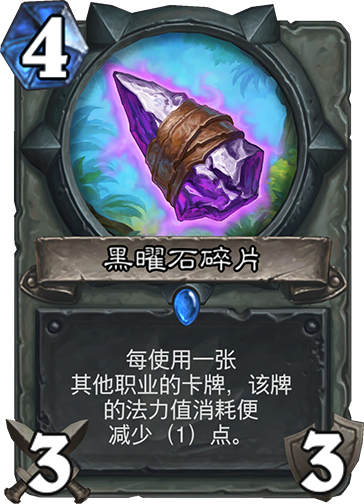 4
黑曜石碎片
每使用一张
其他职业的卡牌，该牌
的法力值消耗便
减少（1）点。
3
3